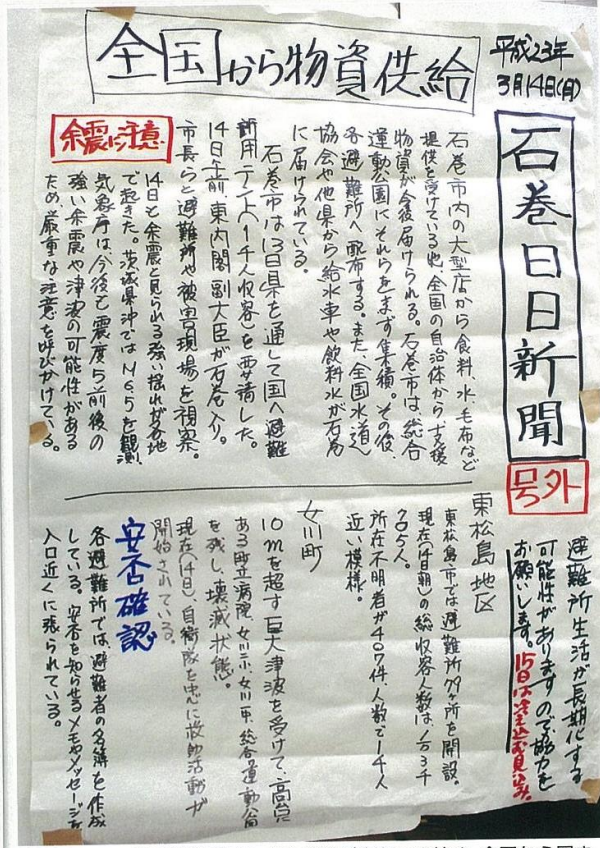 平成23年
3月14日(月)
石巻日日新聞
号外
全国から物資供給
石巻市内の大型店から食料、水、毛布など
提供を受けている他、全国の自治体から支援
物資が今後届けられる。石巻市は、総合
運動公園にそれらをまず集積。その後、
各避難所へ配布する。また、全国水道
協会や他県から給水車や飲料水が石巻
に届けられている。
石巻市は13日県を通して国へ避難
所用テント(1千人収容)を要請した。
14日午前、東内閣副大臣が石巻入り。
市長らと避難所や被害現場を視察。
余震に注意
14日も余震と見られる強い揺れが各地
で起きた。茨城県沖ではM6.5を観測。
気象庁は今後も震度5前後の
強い余震や津波の可能性がある
ため、厳重な注意を呼びかけている。
避難所生活が長期化する
可能性がありますので協力を
お願いします。15日は冷え込む見込み。
東松島地区
東松島市では避難所79ヶ所を開設。
現在(14日朝)の総収容人数は1万3千
705人。
所在不明者が407件人数で1千人
近い模様。
女川町
10mを超す巨大津波を受けて、高台に
ある町立病院、女川二小、女川一中、総合運動公園
を残し、壊滅状態。
現在(14日)、自衛隊を中心に救助活動が
開始されている。
安否確認
各避難所では、避難者の名簿を作成
している。安否を知らせるメモやメッセージを
入口近くに張られている。